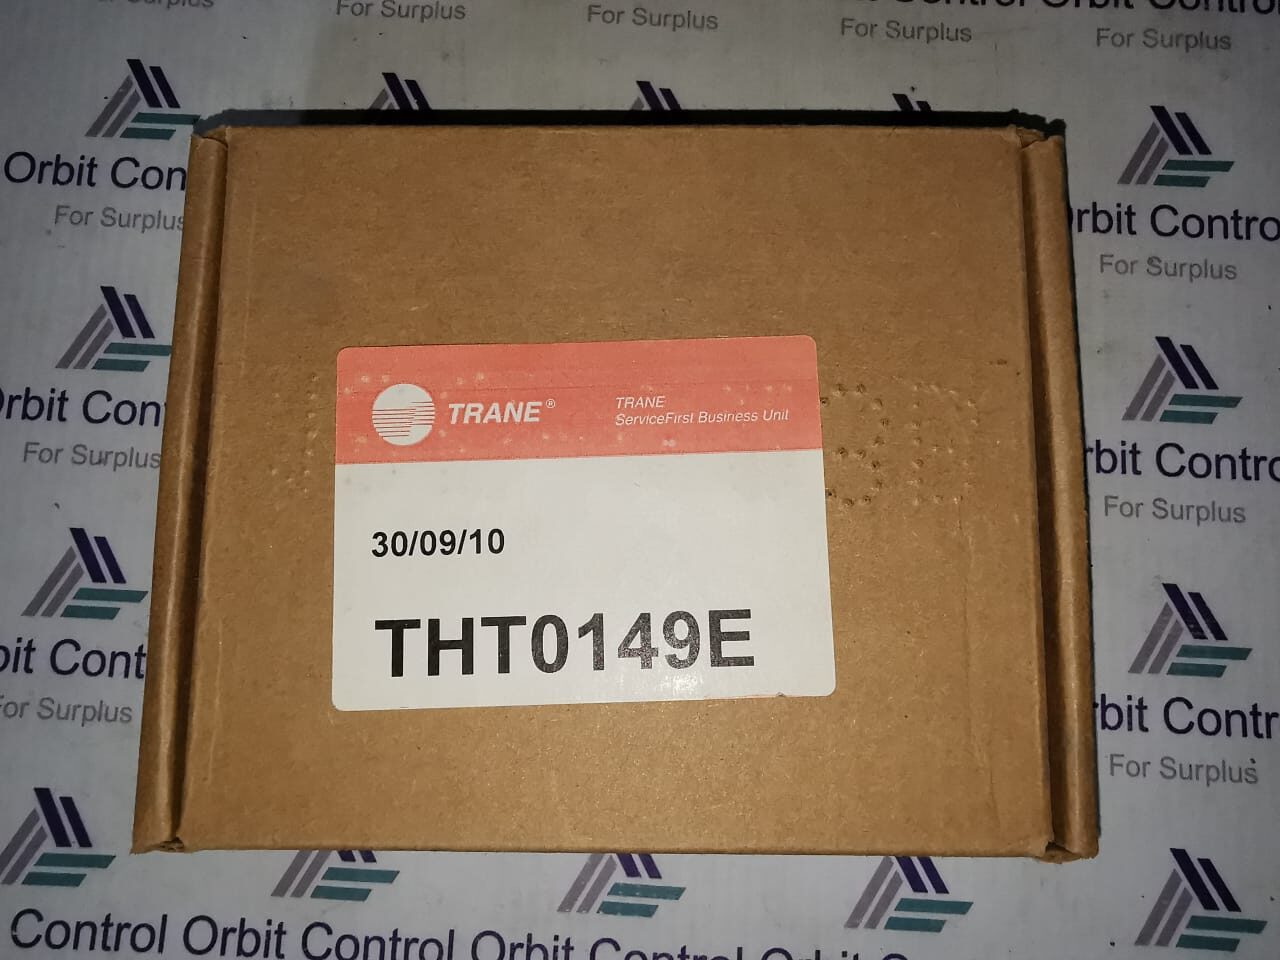 For Surplus
For Surplus
For Surplus
For Surplus
Orbit Con
For Surplus
rbit Contro
For Surplus
TRANE®
TRANE
ServiceFirst Business Unit
rbit Con
For Surplus
rbit Contro
For Surplus
30/09/10
THT0149E
bit Cont
For Surplus
bit Contr
For Surplus
Control Orbit Control Orbit